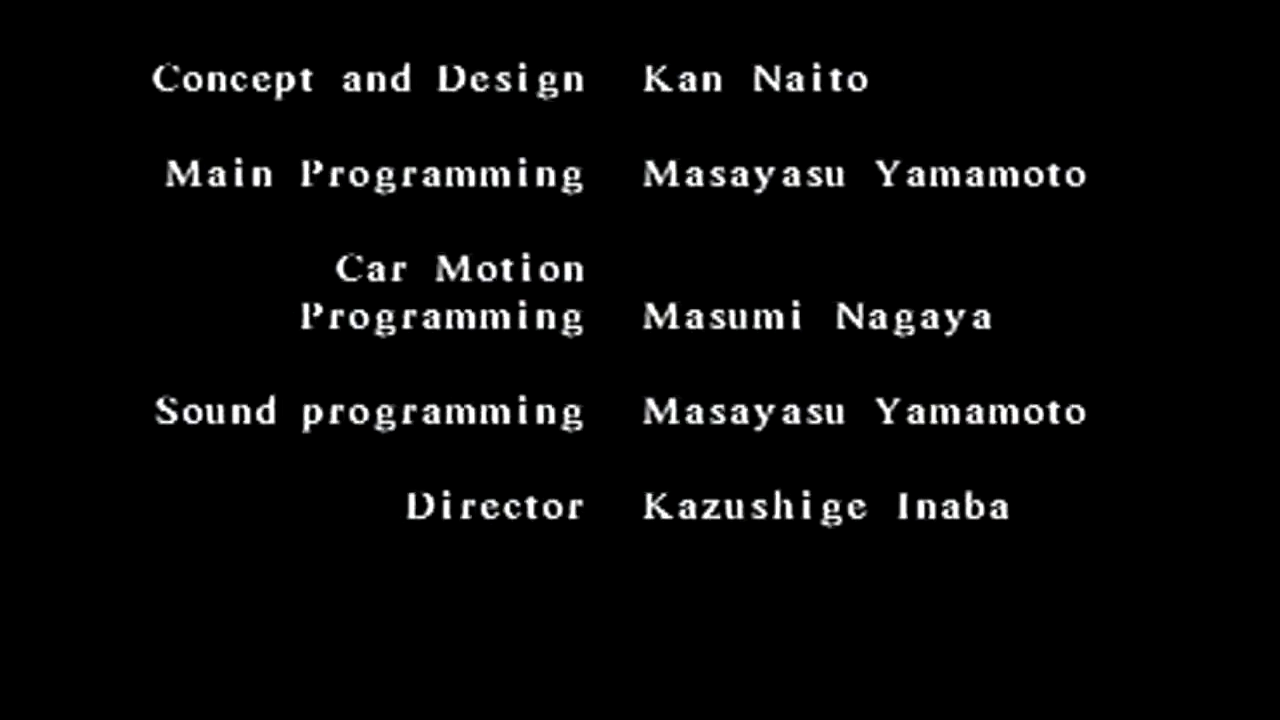 Concept and Design Kan Naito
Main Programming Masayasu Yamamoto
Car Motion
Programming Masumi Nagaya
Sound programming Masayasu Yamamoto
Director Kazushige Inaba